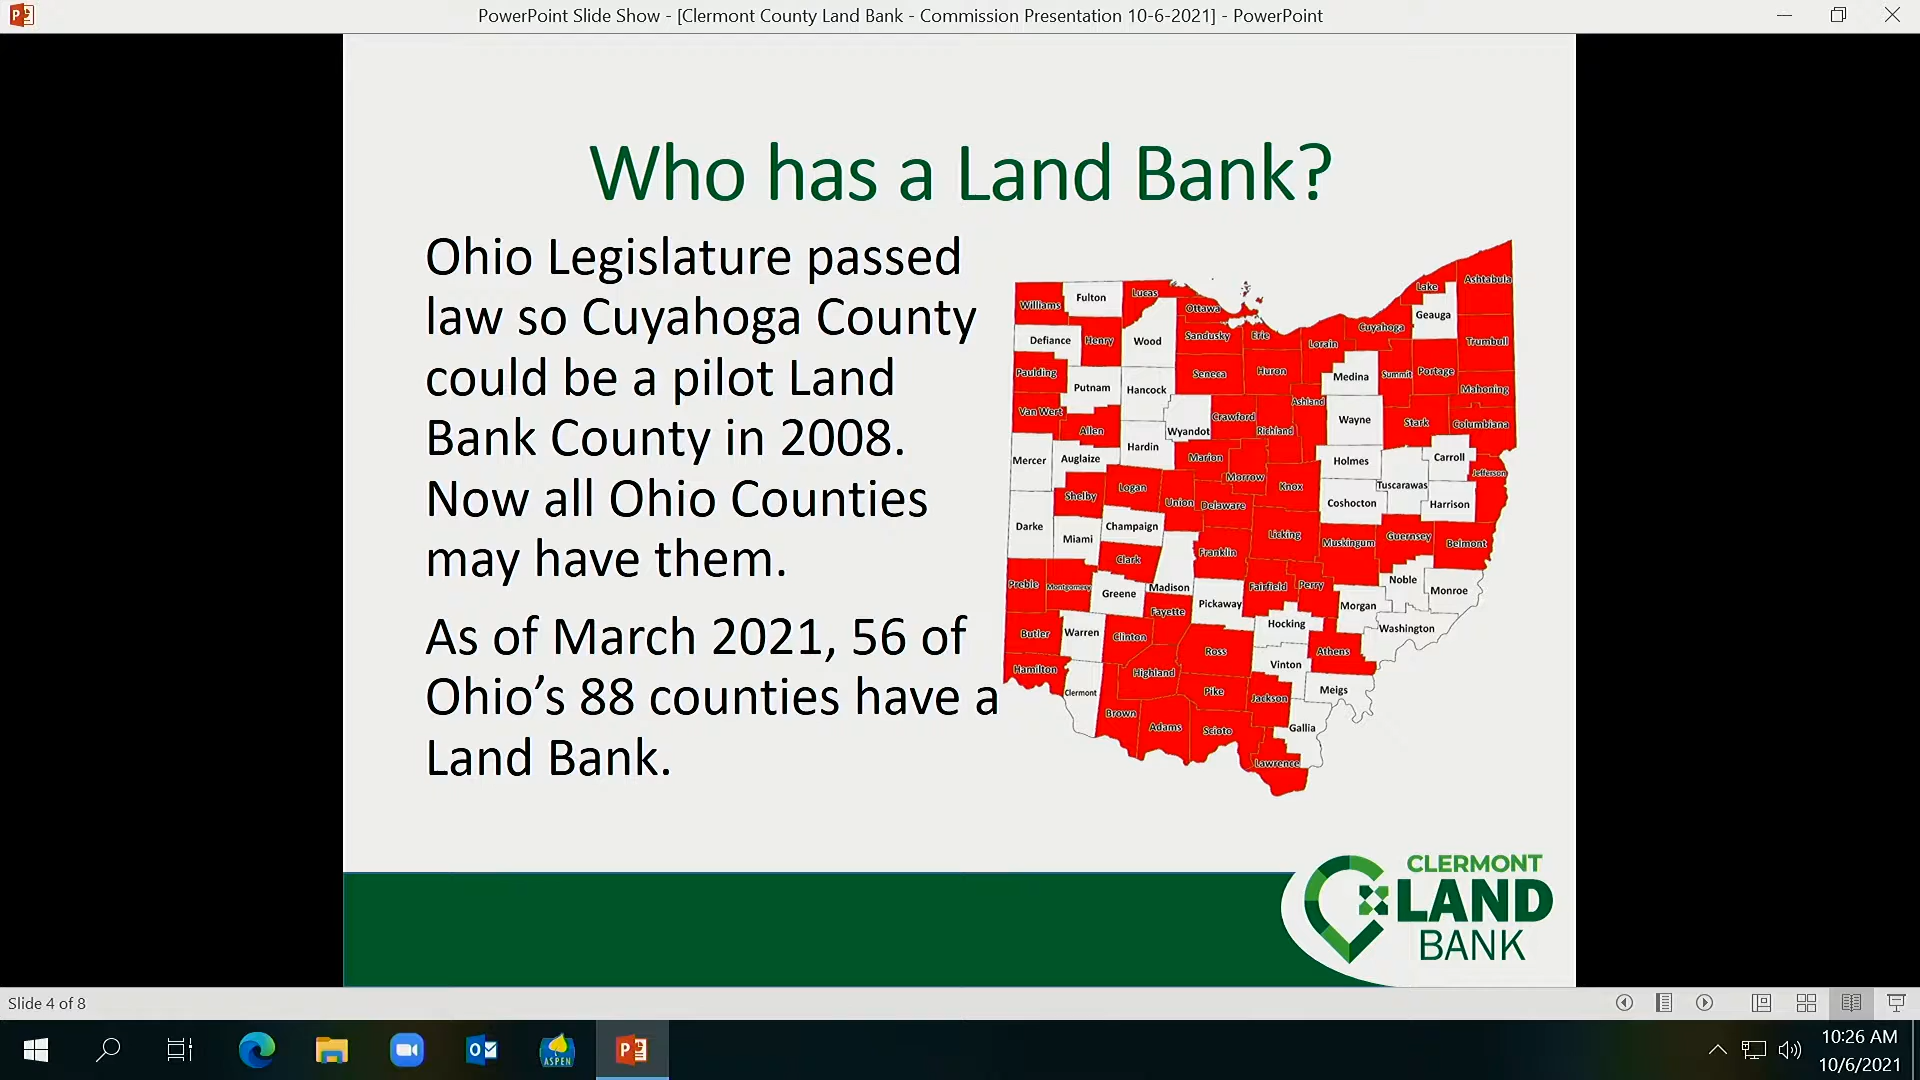 PowerPoint Slide Show - [Clermont County Land Bank - Commission Presentation 10-6-2021] - PowerPoint
Who has a Land Bank?
Ohio Legislature passed
law so Cuyahoga County
could be a pilot Land
Bank County in 2008.
Now all Ohio Counties
may have them.
As of March 2021, 56 of
Ohio’s 88 counties have a
Land Bank.
Williams
Fulton
Lucas
Ottawa
Lake
Ashtabula
Geauga
Defiance
Henry
Wood
Sandusky
Erie
Lorain
Cuyahoga
Trumbull
Paulding
Putnam
Hancock
Seneca
Huron
Medina
Summit
Portage
Mahoning
Van Wert
Allen
Wyandot
Crawford
Richland
Ashland
Wayne
Stark
Columbiana
Mercer
Auglaize
Hardin
Marion
Morrow
Holmes
Carroll
Jefferson
Shelby
Logan
Union
Delaware
Knox
Coshocton
Tuscarawas
Harrison
Darke
Miami
Champaign
Clark
Franklin
Licking
Muskingum
Guernsey
Belmont
Preble
Montgomery
Greene
Madison
Fayette
Pickaway
Fairfield
Perry
Morgan
Noble
Monroe
Butler
Warren
Clinton
Ross
Hocking
Athens
Washington
Hamilton
Clermont
Highland
Pike
Vinton
Jackson
Meigs
Brown
Adams
Scioto
Gallia
Lawrence
CLERMONT
LAND
BANK
Slide 4 of 8
ASPEN
10:26 AM
10/6/2021